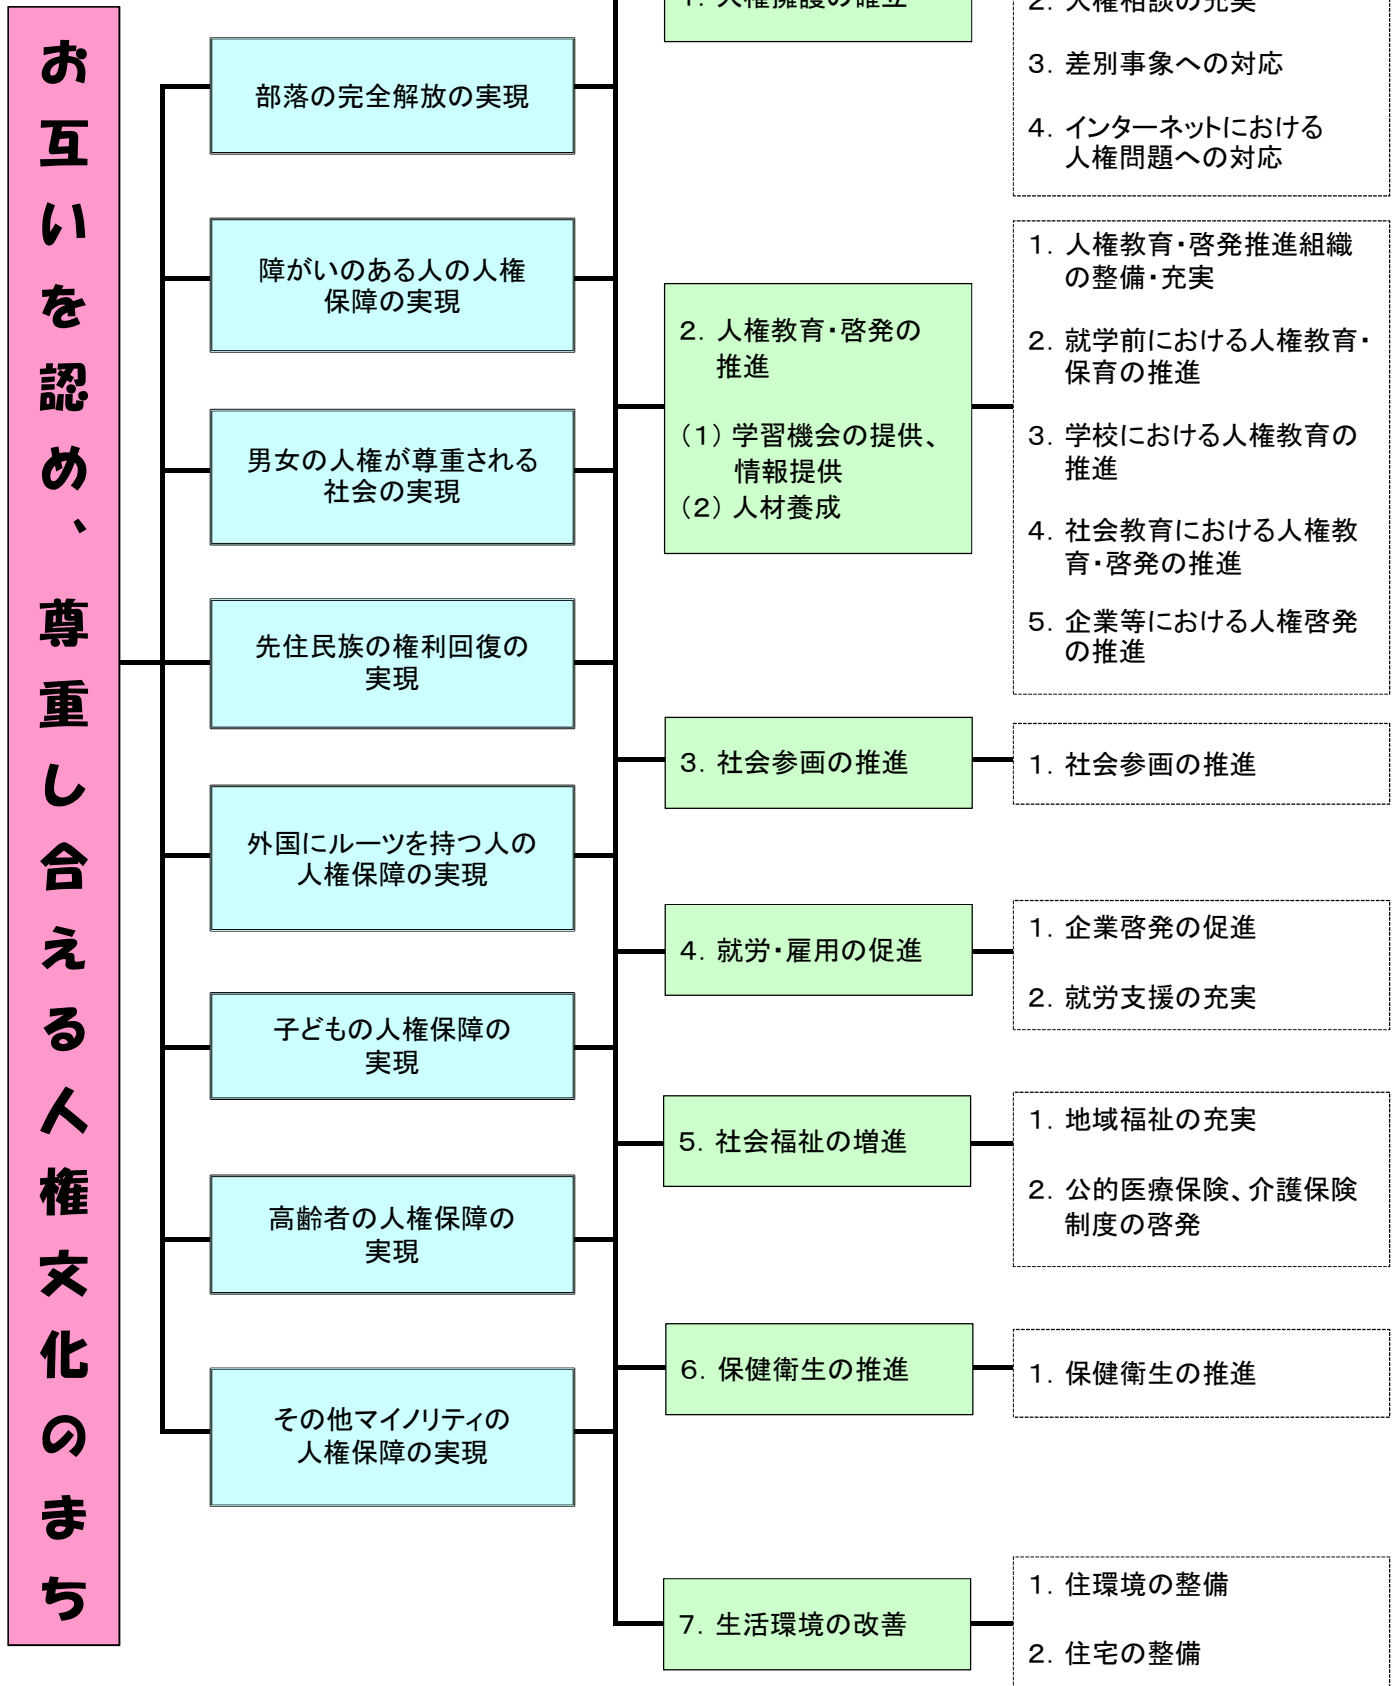 お互いを認め、尊重し合える人権文化のまち
部落の完全解放の実現
障がいのある人の人権
保障の実現
男女の人権が尊重される
社会の実現
先住民族の権利回復の
実現
外国にルーツを持つ人の
人権保障の実現
子どもの人権保障の
実現
高齢者の人権保障の
実現
その他マイノリティの
人権保障の実現
1. 人権擁護の確立
2. 人権相談の充実
3. 差別事象への対応
4. インターネットにおける
人権問題への対応
2. 人権教育・啓発の
推進
(1) 学習機会の提供、
情報提供
(2) 人材養成
1. 人権教育・啓発推進組織
の整備・充実
2. 就学前における人権教育・
保育の推進
3. 学校における人権教育の
推進
4. 社会教育における人権教
育・啓発の推進
5. 企業等における人権啓発
の推進
3. 社会参画の推進
1. 社会参画の推進
4. 就労・雇用の促進
1. 企業啓発の促進
2. 就労支援の充実
5. 社会福祉の増進
1. 地域福祉の充実
2. 公的医療保険、介護保険
制度の啓発
6. 保健衛生の推進
1. 保健衛生の推進
7. 生活環境の改善
1. 住環境の整備
2. 住宅の整備